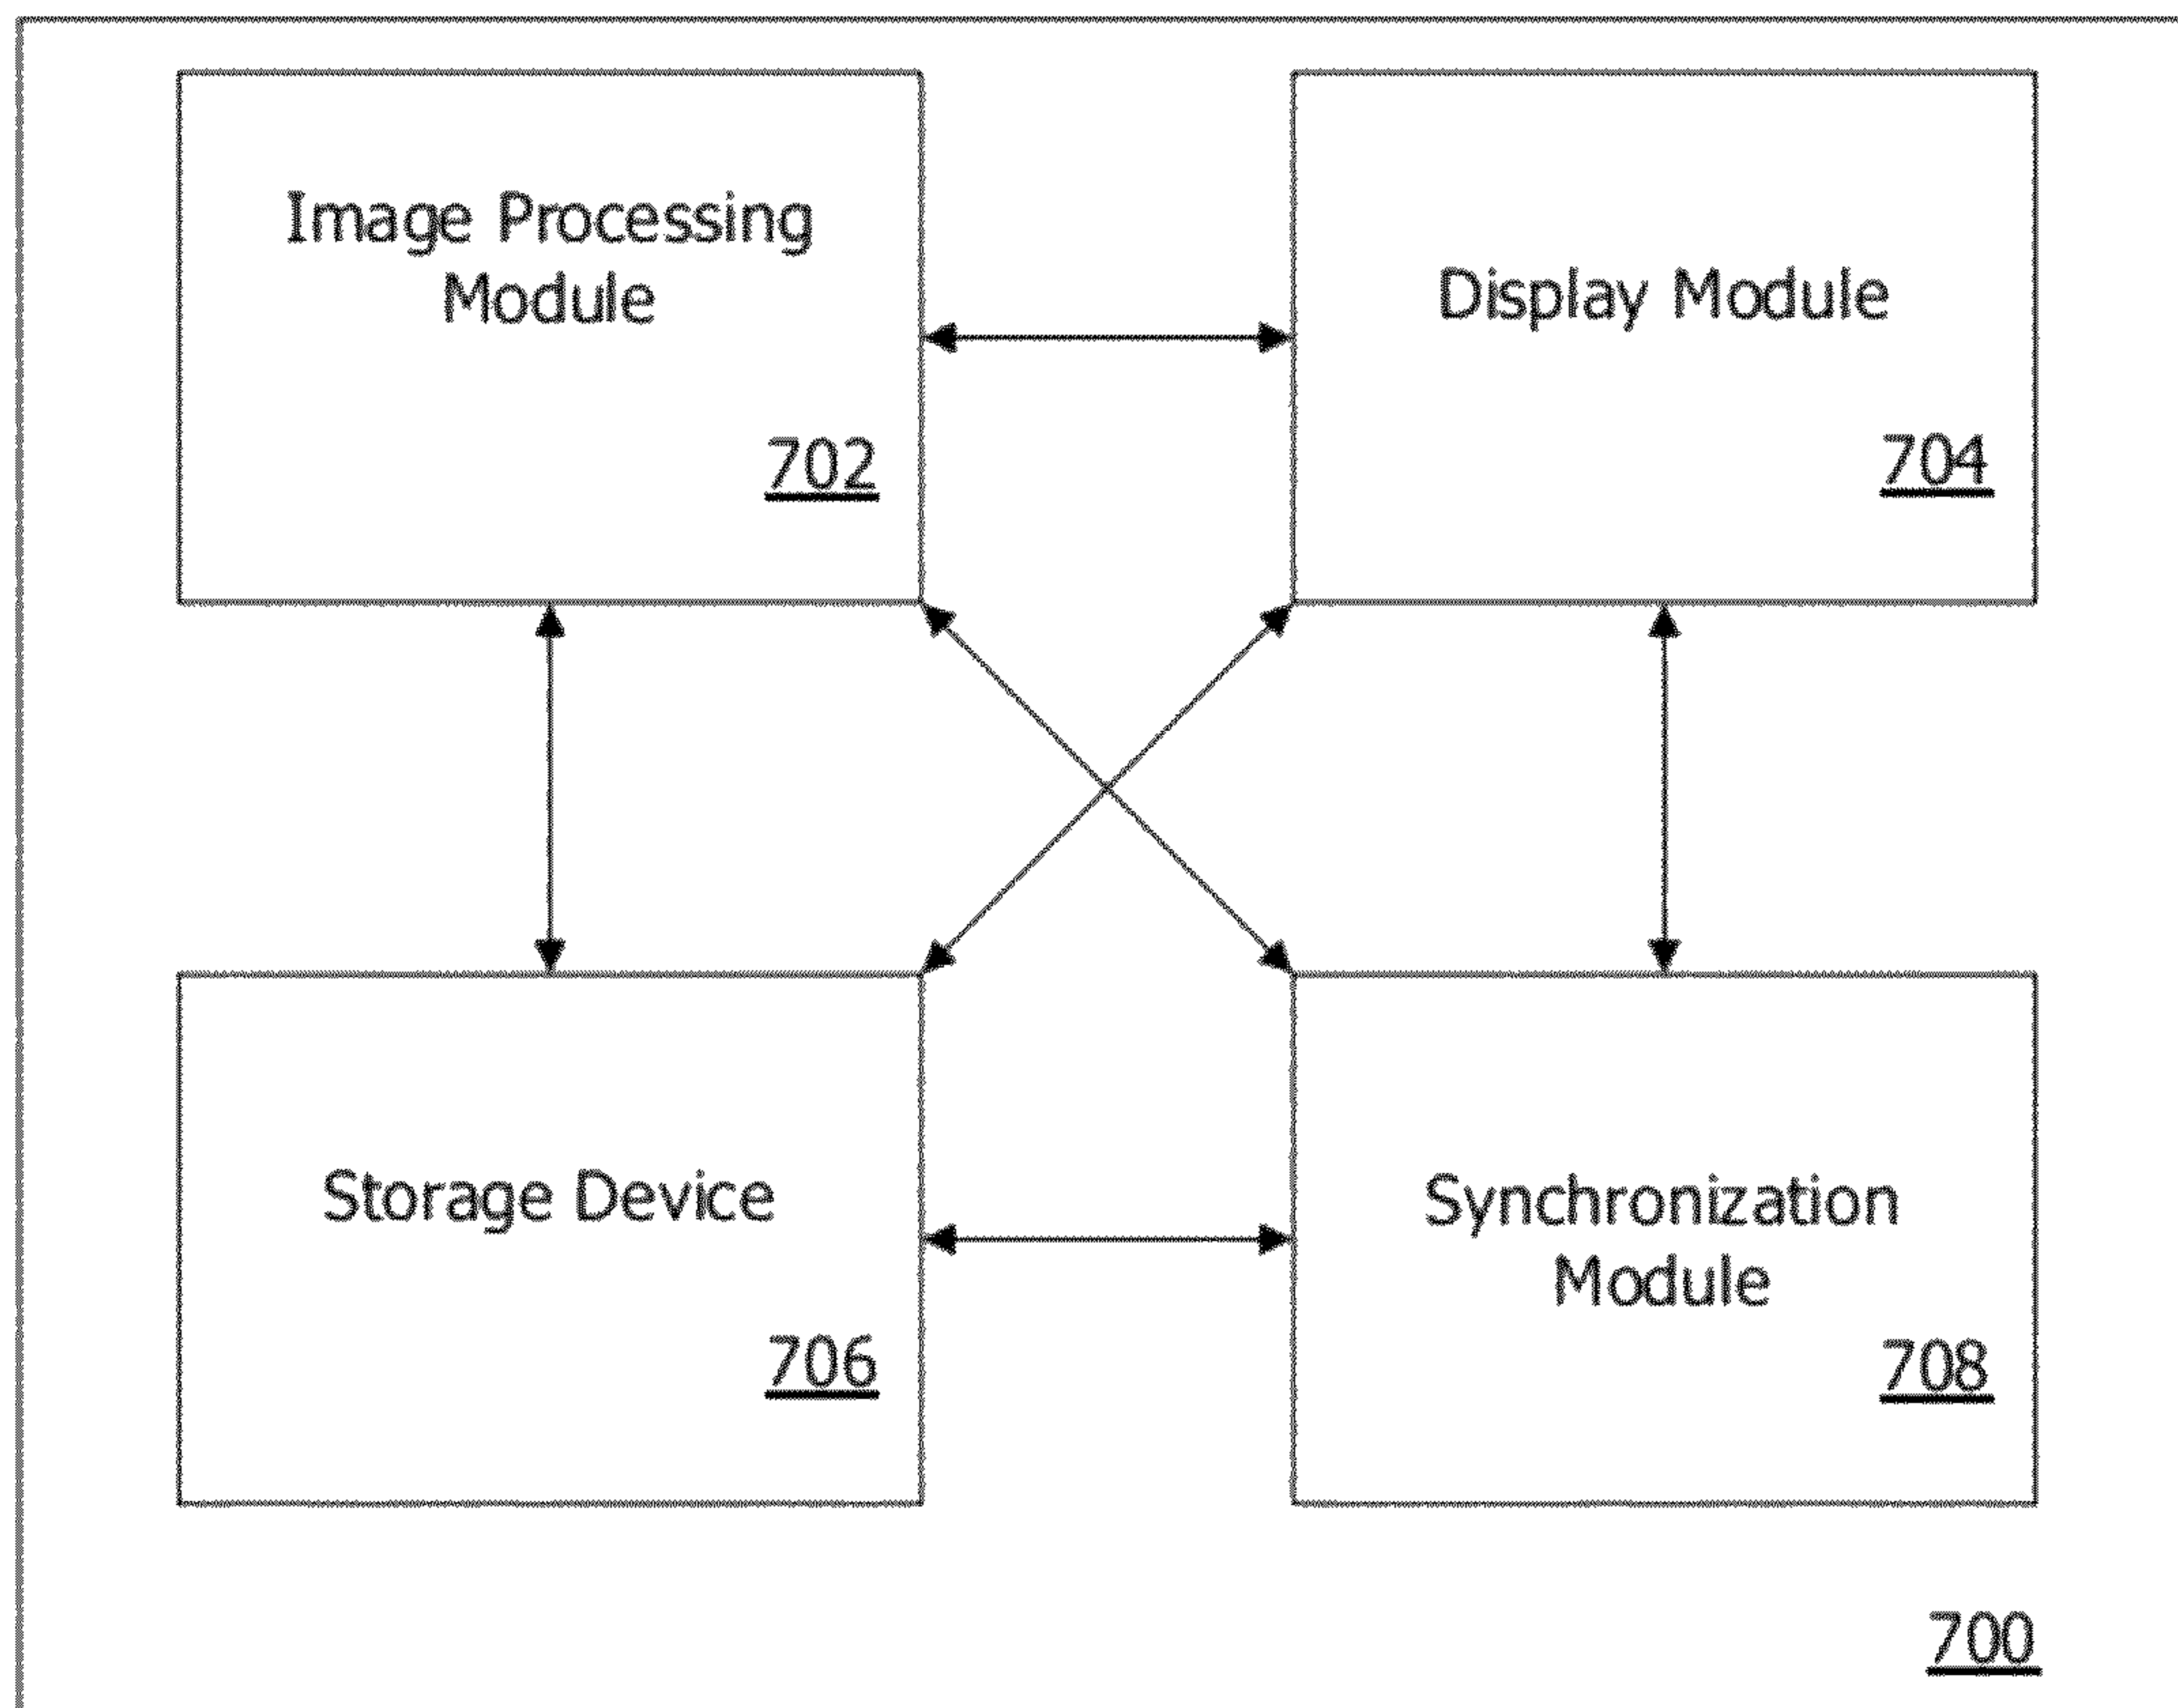 Image Processing
Module
702
Display Module
704
Storage Device
706
Synchronization
Module
708
700